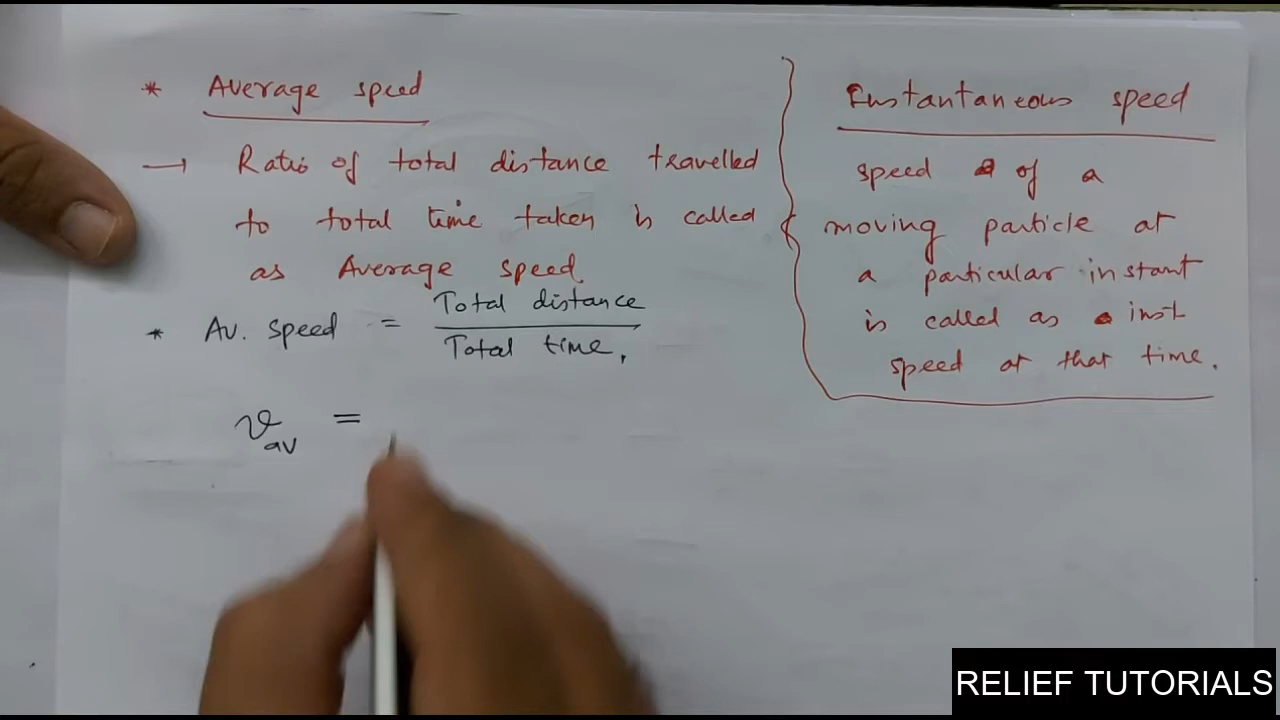 * Average speed
→ Ratio of total distance travelled
to total time taken is called
as Average speed.
* Av. speed = Total distance
Total time.
v av =
Instantaneous speed
speed of a
moving particle at
a particular instant
is called as inst
speed at that time.
RELIEF TUTORIALS